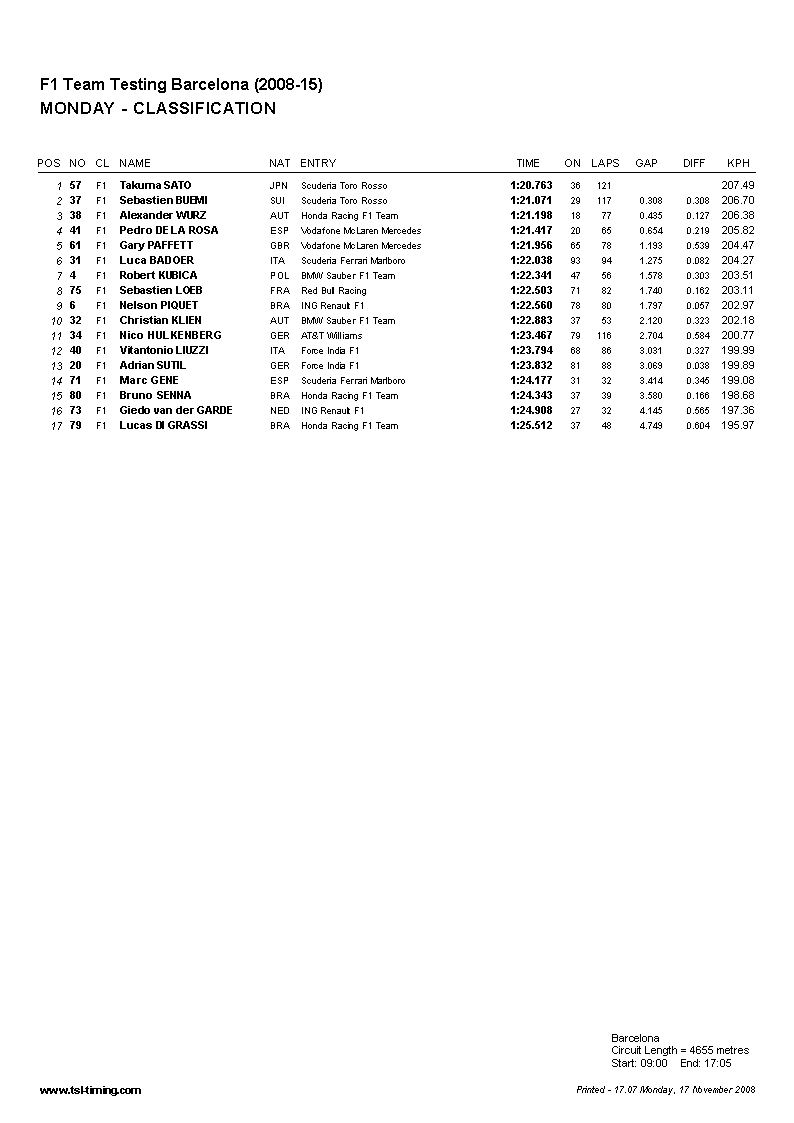 F1 Team Testing Barcelona (2008-15)
MONDAY - CLASSIFICATION
POS NO CL NAME NAT ENTRY TIME ON LAPS GAP DIFF KPH
1 57 F1 Takuma SATO JPN Scuderia Toro Rosso 1:20.763 36 121 207.49
2 37 F1 Sebastien BUEMI SUI Scuderia Toro Rosso 1:21.071 29 117 0.308 0.308 206.70
3 38 F1 Alexander WURZ AUT Honda Racing F1 Team 1:21.198 18 77 0.435 0.127 206.38
4 41 F1 Pedro DE LA ROSA ESP Vodafone McLaren Mercedes 1:21.417 20 65 0.654 0.219 205.82
5 61 F1 Gary PAFFETT GBR Vodafone McLaren Mercedes 1:21.956 65 78 1.193 0.539 204.47
6 31 F1 Luca BADOER ITA Scuderia Ferrari Marlboro 1:22.038 93 94 1.275 0.082 204.27
7 4 F1 Robert KUBICA POL BMW Sauber F1 Team 1:22.341 47 56 1.578 0.303 203.51
8 75 F1 Sebastien LOEB FRA Red Bull Racing 1:22.503 71 82 1.740 0.162 203.11
9 6 F1 Nelson PIQUET BRA ING Renault F1 1:22.560 78 80 1.797 0.057 202.97
10 32 F1 Christian KLIEN AUT BMW Sauber F1 Team 1:22.883 37 53 2.120 0.323 202.18
11 34 F1 Nico HULKENBERG GER AT&T Williams 1:23.467 79 116 2.704 0.584 200.77
12 40 F1 Vitantonio LIUZZI ITA Force India F1 1:23.794 68 86 3.031 0.327 199.99
13 20 F1 Adrian SUTIL GER Force India F1 1:23.832 81 88 3.069 0.038 199.89
14 71 F1 Marc GENE ESP Scuderia Ferrari Marlboro 1:24.177 31 32 3.414 0.345 199.08
15 80 F1 Bruno SENNA BRA Honda Racing F1 Team 1:24.343 37 39 3.580 0.166 198.68
16 73 F1 Giedo van der GARDE NED ING Renault F1 1:24.908 27 32 4.145 0.565 197.36
17 79 F1 Lucas DI GRASSI BRA Honda Racing F1 Team 1:25.512 37 48 4.749 0.604 195.97
Barcelona
Circuit Length = 4655 metres
Start: 09:00 End: 17:05
www.tsl-timing.com Printed - 17.07 Monday, 17 November 2008